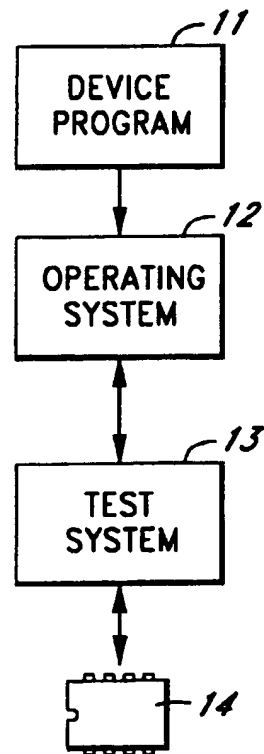 11
DEVICE
PROGRAM
12
OPERATING
SYSTEM
13
TEST
SYSTEM
14